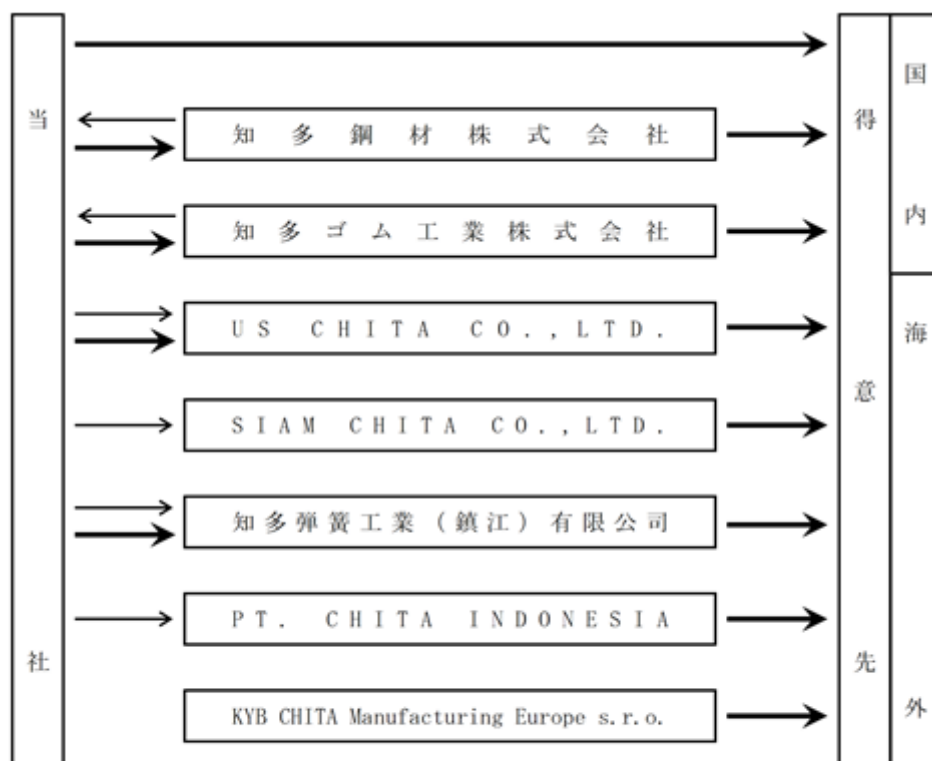 当社
知多鋼材株式会社
知多ゴム工業株式会社
US CHITA CO.,LTD.
SIAM CHITA CO.,LTD.
知多弾簧工業(鎮江)有限公司
PT. CHITA INDONESIA
KYB CHITA Manufacturing Europe s.r.o.
得意先
国内
海外